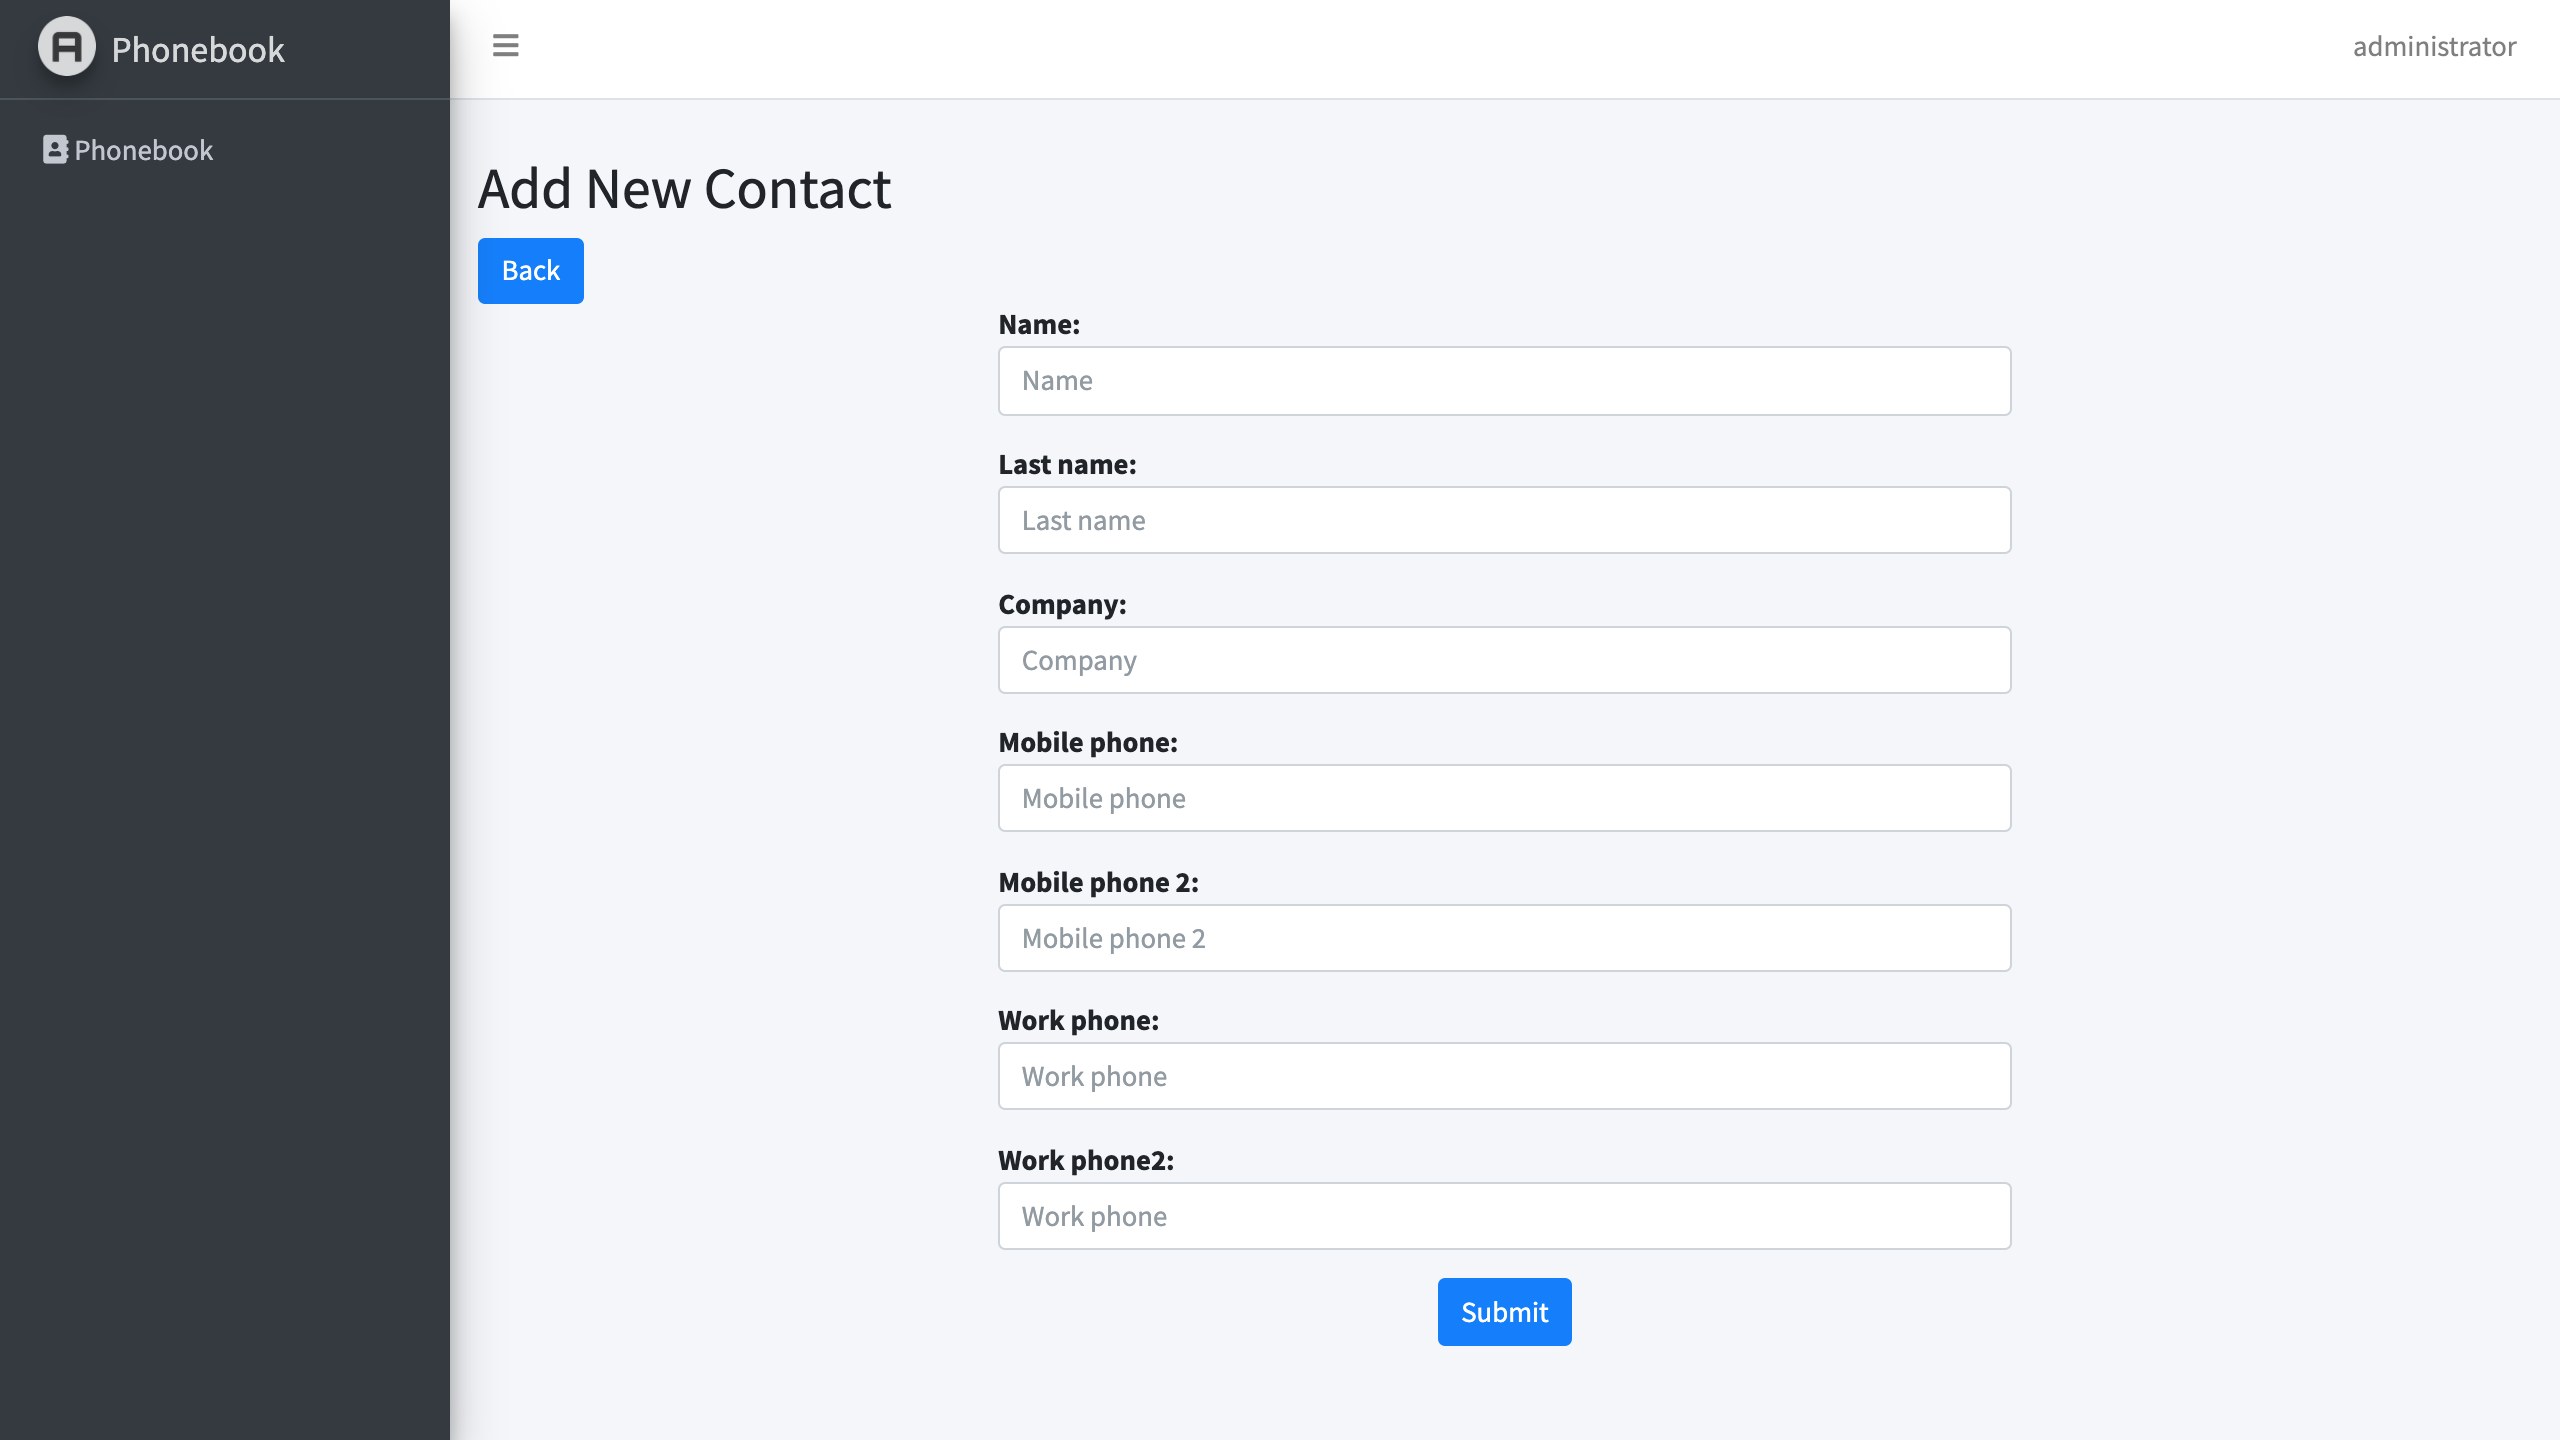 Phonebook
administrator
Phonebook
Add New Contact
Back
Name:
Name
Last name:
Last name
Company:
Company
Mobile phone:
Mobile phone
Mobile phone 2:
Mobile phone 2
Work phone:
Work phone
Work phone2:
Work phone
Submit